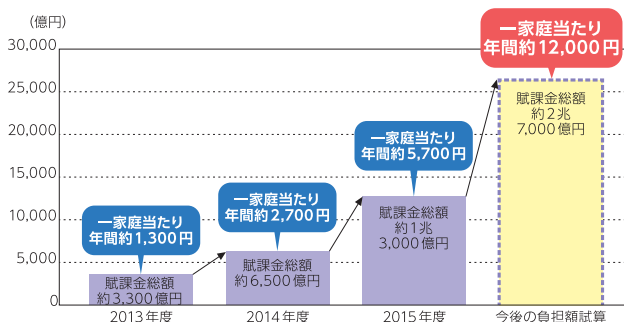 (億円)
30,000
25,000
20,000
15,000
10,000
5,000
0
一家庭当たり
年間約1,300円
賦課金総額
約3,300億円
2013年度
一家庭当たり
年間約2,700円
賦課金総額
約6,500億円
2014年度
一家庭当たり
年間約5,700円
賦課金総額
約1兆
3,000億円
2015年度
一家庭当たり
年間約12,000円
賦課金総額
約2兆
7,000億円
今後の負担額試算